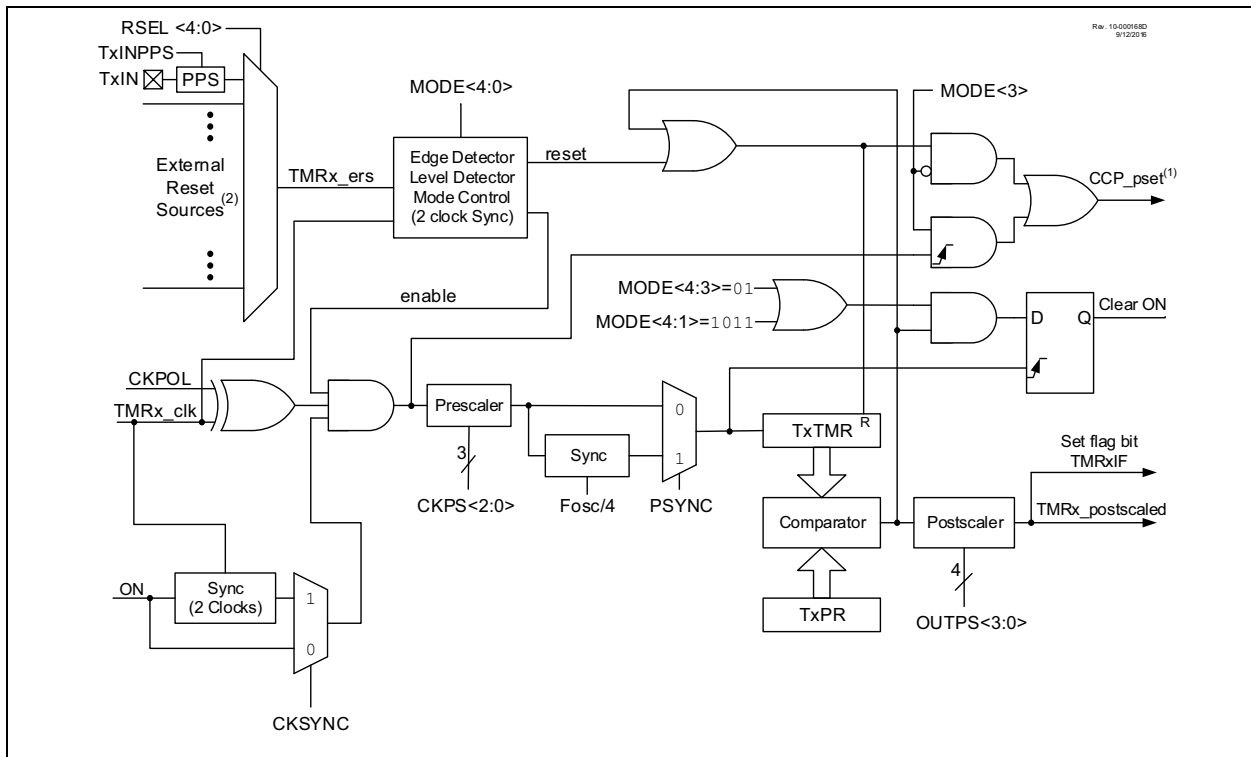 Rev. 10-000168D
9/12/2016
RSEL <4:0>
TxINPPS
TxIN
PPS
MODE<4:0>
MODE<3>
External
Reset
Sources(2)
TMRx_ers
Edge Detector
Level Detector
Mode Control
(2 clock Sync)
reset
CCP_pset(1)
enable
MODE<4:3>=01
MODE<4:1>=1011
D
Q
Clear ON
CKPOL
TMRx_clk
Prescaler
0
1
TxTMR
R
3
Sync
CKPS<2:0>
Fosc/4
PSYNC
Set flag bit
TMRxIF
Comparator
Postscaler
TMRx_postscaled
ON
Sync
(2 Clocks)
1
0
4
TxPR
OUTPS<3:0>
CKSYNC